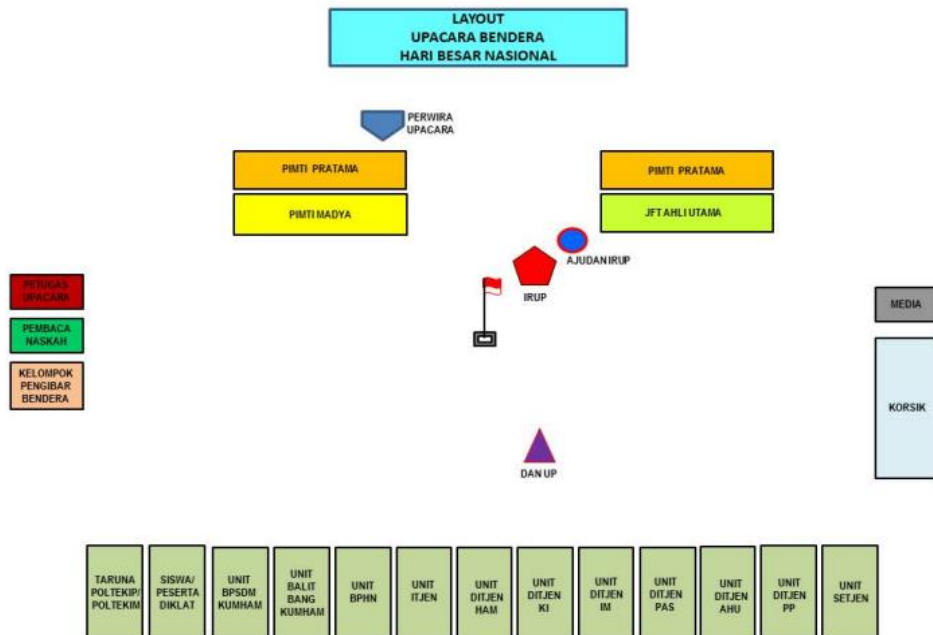 LAYOUT
UPACARA BENDERA
HARI BESAR NASIONAL
PERWIRA
UPACARA
PIMTI PRATAMA
PIMTI PRATAMA
PIMTI MADYA
JFT AHLI UTAMA
AJUDAN IRUP
IRUP
PETUGAS
UPACARA
PEMBACA
NASKAH
KELOMPOK
PENGIBAR
BENDERA
MEDIA
KORSIK
DAN UP
TARUNA
POLTEKIP/
POLTEKIM
SISWA/
PESERTA
DIKLAT
UNIT
BPSDM
KUMHAM
UNIT
BALIT
BANG
KUMHAM
UNIT
BPHN
UNIT
ITJEN
UNIT
DITJEN
HAM
UNIT
DITJEN
KI
UNIT
DITJEN
IM
UNIT
DITJEN
PAS
UNIT
DITJEN
AHU
UNIT
DITJEN
PP
UNIT
SETJEN